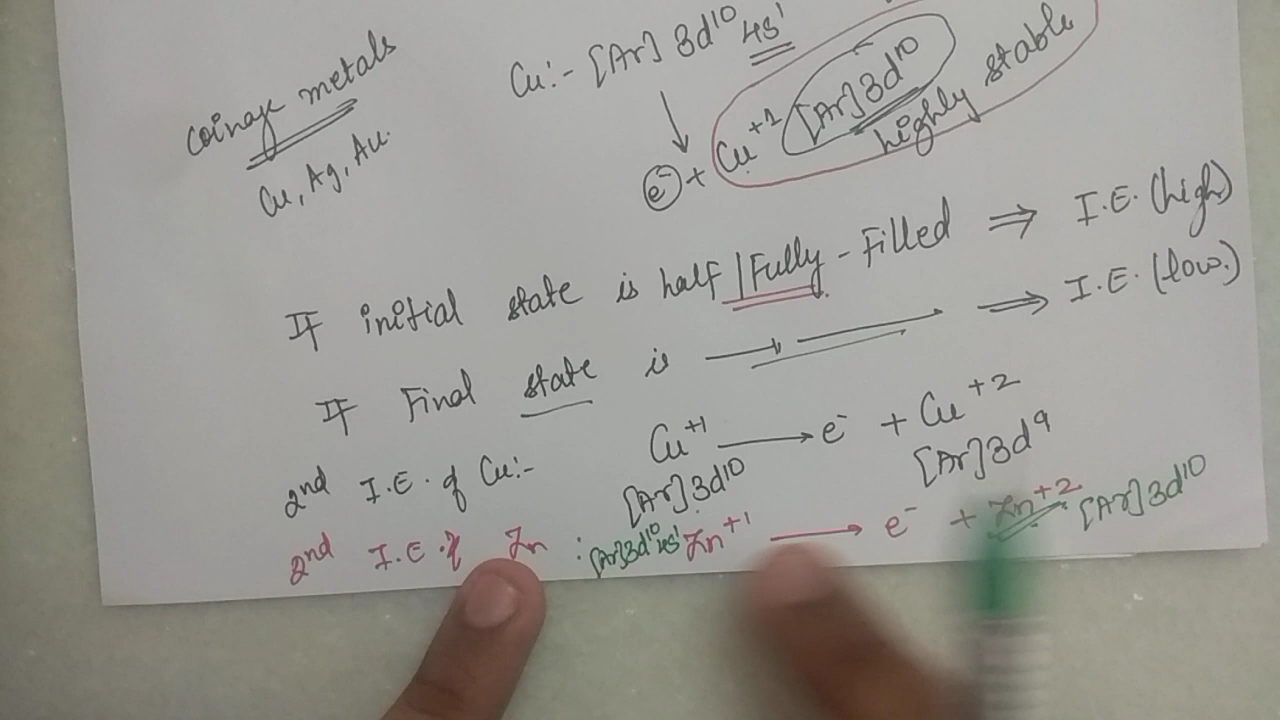 coinage metals
Cu, Ag, Au.
Cu:- [Ar] 3d¹⁰ 4s¹
e⁻ + Cu⁺¹ [Ar]3d¹⁰
highly stable
If initial state is half/Fully-Filled ⇒ I.E. (high)
If Final state is —〃— ⇒ I.E. (low.)
2nd I.E. of Cu:- Cu⁺¹ ⟶ e⁻ + Cu⁺²
[Ar]3d¹⁰ [Ar]3d⁹
2nd I.E. of Zn : [Ar]3d¹⁰4s¹ Zn⁺¹ ⟶ e⁻ + Zn⁺² [Ar]3d¹⁰